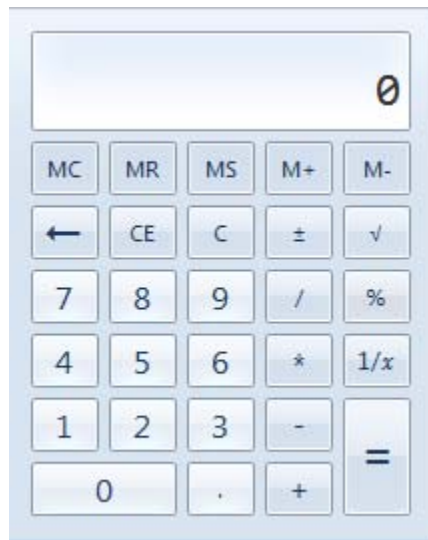 0
MC MR MS M+ M-
← CE C ± √
7 8 9 / %
4 5 6 * 1/x
1 2 3 - =
0 . +